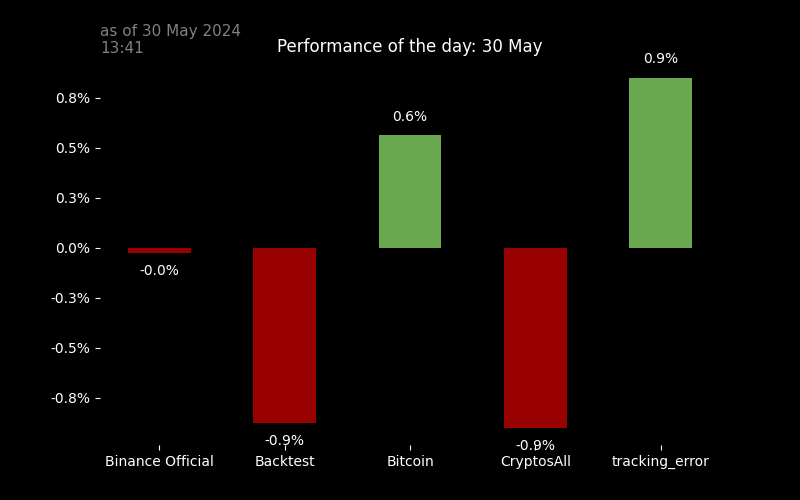 as of 30 May 2024
13:41
Performance of the day: 30 May
0.9%
0.8%
0.6%
0.5%
0.3%
0.0%
-0.0%
-0.3%
-0.5%
-0.8%
-0.9%
-0.9%
Binance Official
Backtest
Bitcoin
CryptosAll
tracking_error